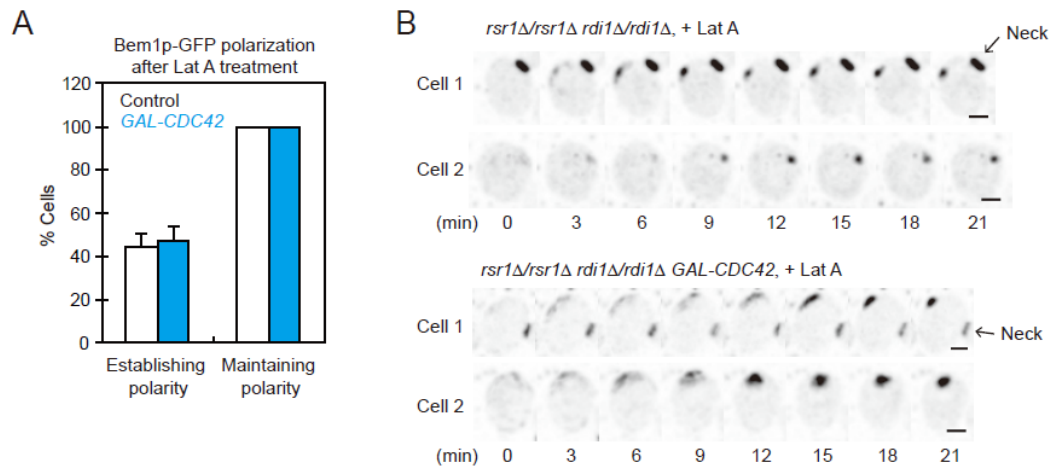 A
Bem1p-GFP polarization
after Lat A treatment
120
100
80
60
40
20
0
% Cells
Control
GAL-CDC42
Establishing
polarity
Maintaining
polarity
B
rsr1Δ/rsr1Δ rdi1Δ/rdi1Δ, + Lat A
Neck
Cell 1
Cell 2
(min) 0 3 6 9 12 15 18 21
rsr1Δ/rsr1Δ rdi1Δ/rdi1Δ GAL-CDC42, + Lat A
Cell 1
Neck
Cell 2
(min) 0 3 6 9 12 15 18 21